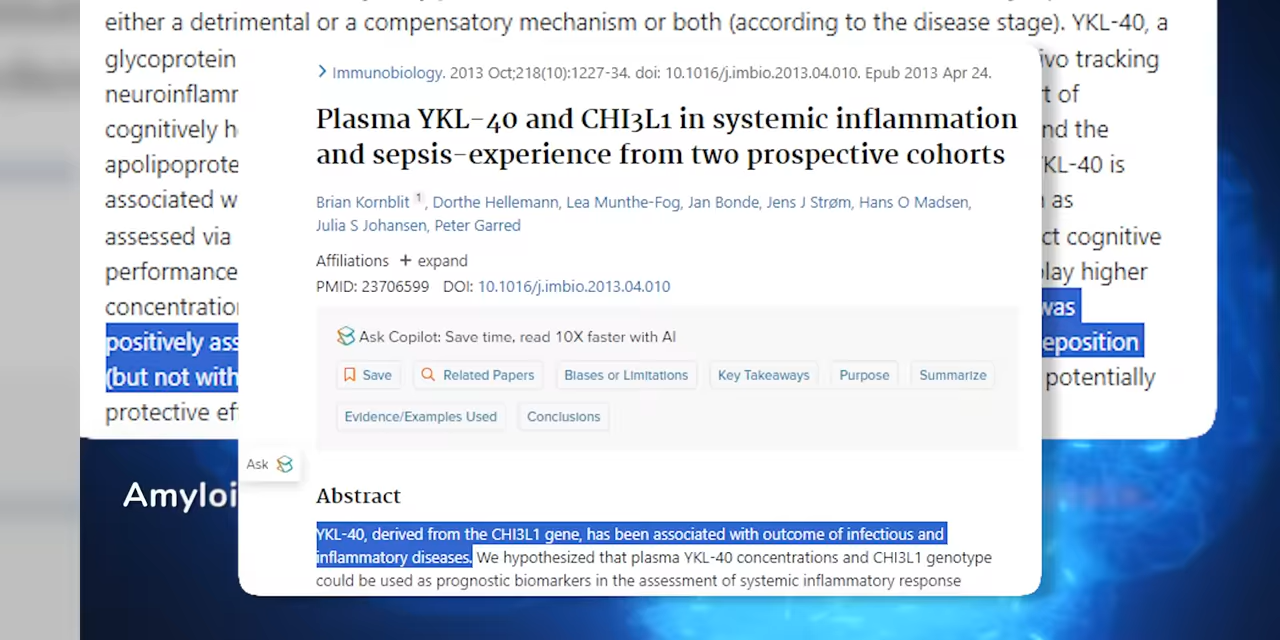 either a detrimental or a compensatory mechanism or both (according to the disease stage). YKL-40, a
glycoprotein
ivo tracking
neuroinflamr
t of
cognitively h
nd the
apolipoprote
KL-40 is
associated w
as
assessed via
ct cognitive
performance
play higher
concentration
was
positively ass
eposition
(but not with
potentially
protective ef
> Immunobiology. 2013 Oct;218(10):1227-34. doi: 10.1016/j.imbio.2013.04.010. Epub 2013 Apr 24.
Plasma YKL-40 and CHI3L1 in systemic inflammation
and sepsis-experience from two prospective cohorts
Brian Kornblit 1, Dorthe Hellemann, Lea Munthe-Fog, Jan Bonde, Jens J Strøm, Hans O Madsen,
Julia S Johansen, Peter Garred
Affiliations + expand
PMID: 23706599 DOI: 10.1016/j.imbio.2013.04.010
Ask Copilot: Save time, read 10X faster with AI
Save Related Papers Biases or Limitations Key Takeaways Purpose Summarize
Evidence/Examples Used Conclusions
Ask
Abstract
YKL-40, derived from the CHI3L1 gene, has been associated with outcome of infectious and
inflammatory diseases. We hypothesized that plasma YKL-40 concentrations and CHI3L1 genotype
could be used as prognostic biomarkers in the assessment of systemic inflammatory response
Amyloi